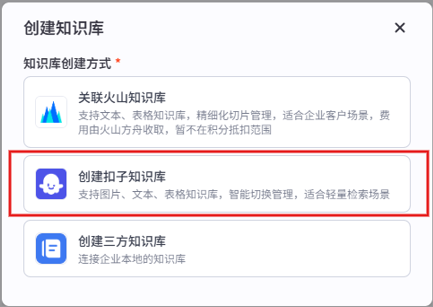 创建知识库
知识库创建方式 *
关联火山知识库
支持文本、表格知识库，精细化切片管理，适合企业客户场景，费
用由火山方舟收取，暂不在积分抵扣范围
创建扣子知识库
支持图片、文本、表格知识库，智能切换管理，适合轻量检索场景
创建三方知识库
连接企业本地的知识库